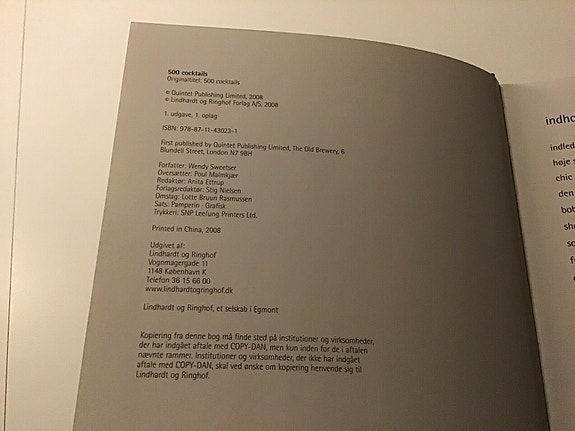 500 cocktails
Originaltitel: 500 cocktails
© Quintet Publishing Limited, 2008
© Lindhardt og Ringhof Forlag A/S, 2008
1. udgave, 1. oplag
ISBN: 978-87-11-43023-1
First published by Quintet Publishing Limited, The Old Brewery, 6
Blundell Street, London N7 9BH
Forfatter: Wendy Sweetser
Oversætter: Poul Malmkjær
Redaktør: Anita Ettrup
Forlagsredaktør: Stig Nielsen
Omslag: Lotte Bruun Rasmussen
Sats: Pamperin · Grafisk
Trykkeri: SNP Leefung Printers Ltd.
Printed in China, 2008
Udgivet af:
Lindhardt og Ringhof
Vognmagergade 11
1148 København K
Telefon 36 15 66 00
www.lindhardtogringhof.dk
Lindhardt og Ringhof, et selskab i Egmont
Kopiering fra denne bog må finde sted på institutioner og virksomheder,
der har indgået aftale med COPY-DAN, men kun inden for de i aftalen
nævnte rammer. Institutioner og virksomheder, der ikke har indgået
aftale med COPY-DAN, skal ved ønske om kopiering henvende sig til
Lindhardt og Ringhof.
indho
indled
høje s
chic
den
bob
sho
so